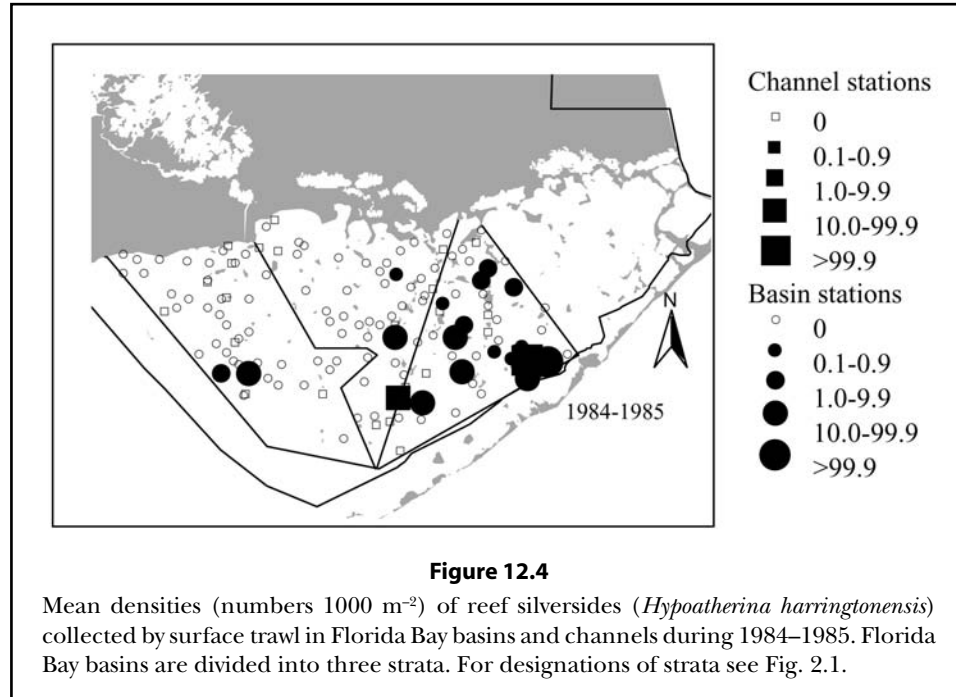 Channel stations
0
0.1-0.9
1.0-9.9
10.0-99.9
>99.9
Basin stations
0
0.1-0.9
1.0-9.9
10.0-99.9
>99.9
N
1984-1985
Figure 12.4
Mean densities (numbers 1000 m⁻²) of reef silversides (Hypoatherina harringtonensis)
collected by surface trawl in Florida Bay basins and channels during 1984–1985. Florida
Bay basins are divided into three strata. For designations of strata see Fig. 2.1.